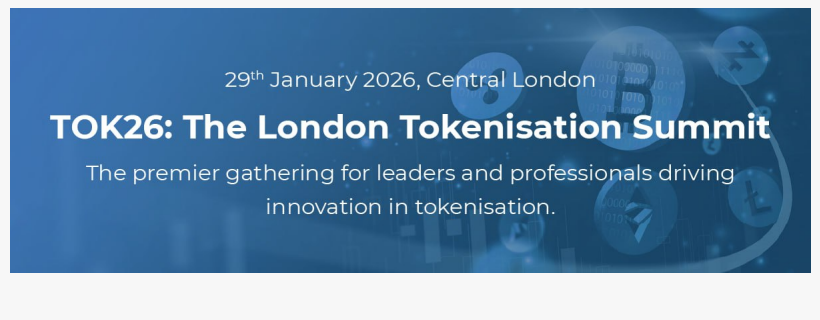 29th January 2026, Central London
TOK26: The London Tokenisation Summit
The premier gathering for leaders and professionals driving
innovation in tokenisation.